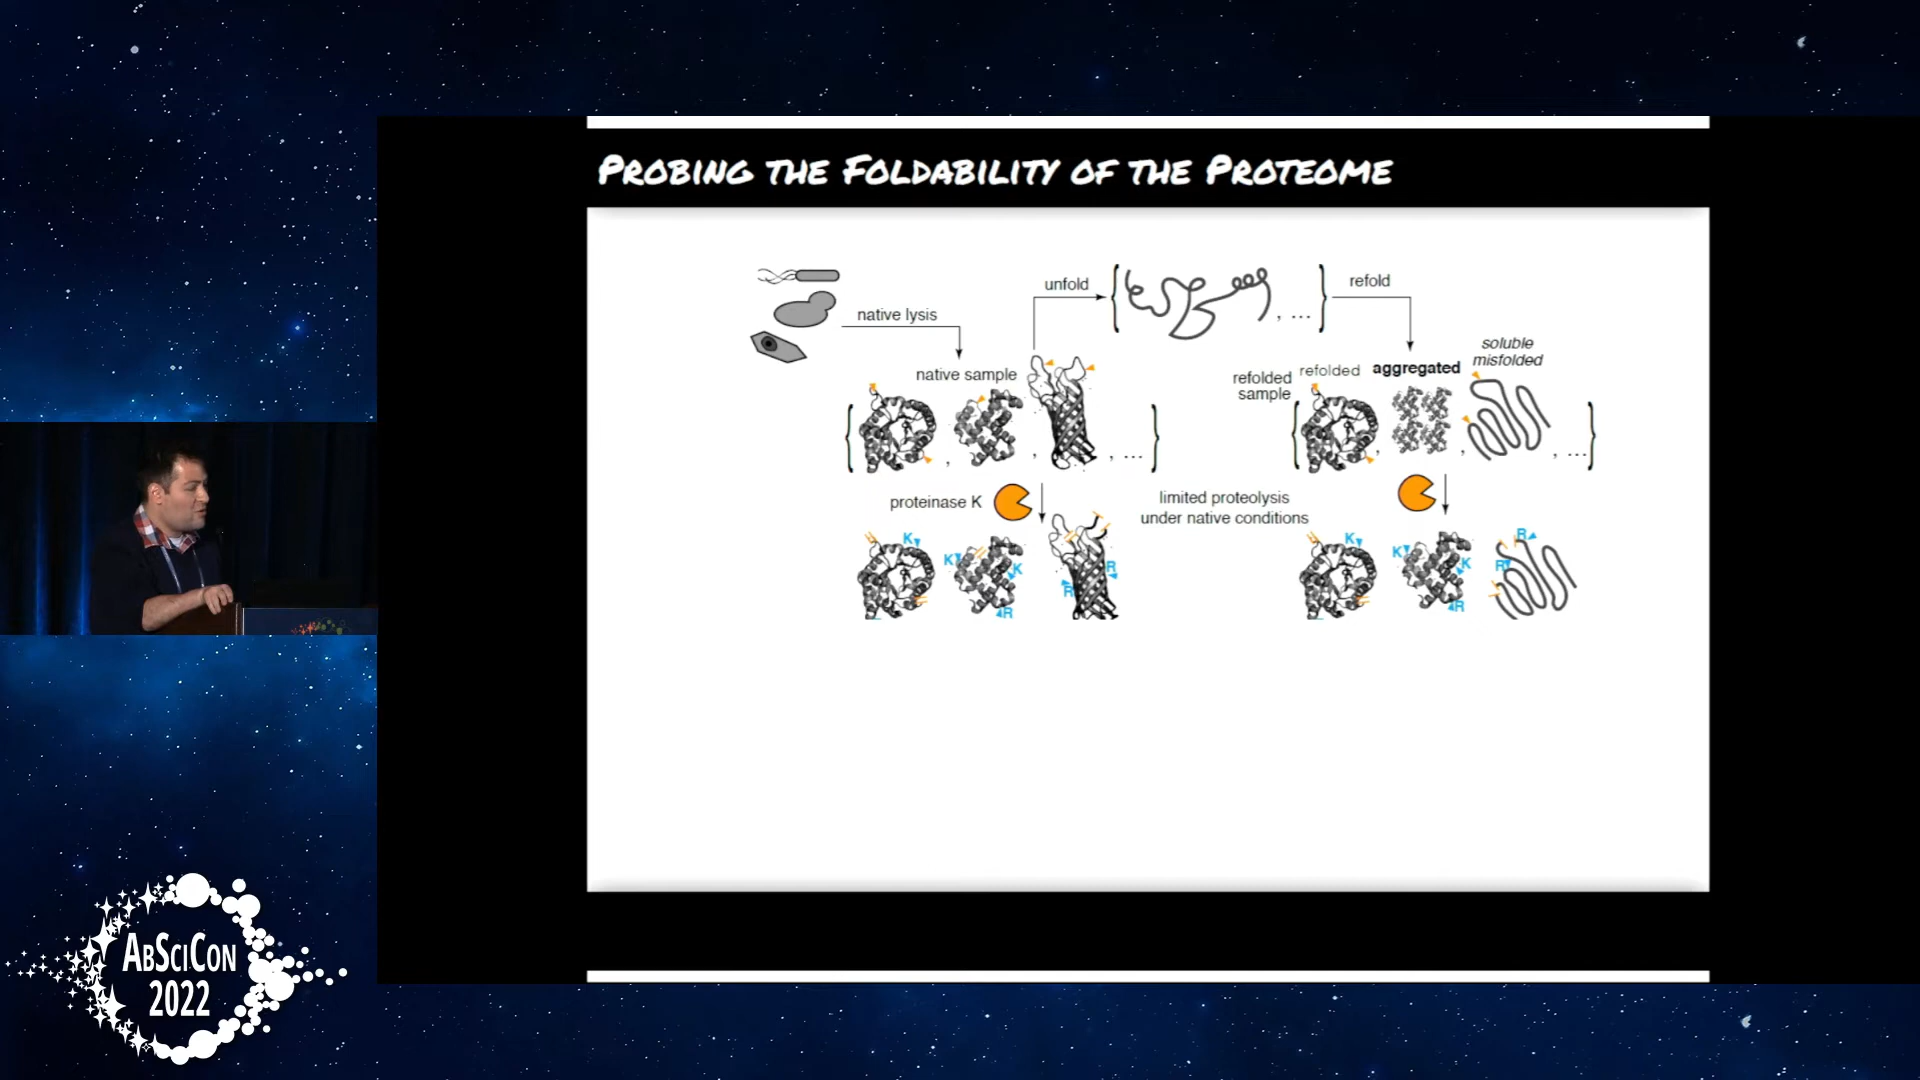 PROBING THE FOLDABILITY OF THE PROTEOME
native lysis
unfold
, ...
refold
native sample
, , , ...
refolded
sample
refolded
aggregated
soluble
misfolded
, , , ...
proteinase K
limited proteolysis
under native conditions
K
K
K
R
R
R
K
K
K
R
R
R
ABSCICON
2022